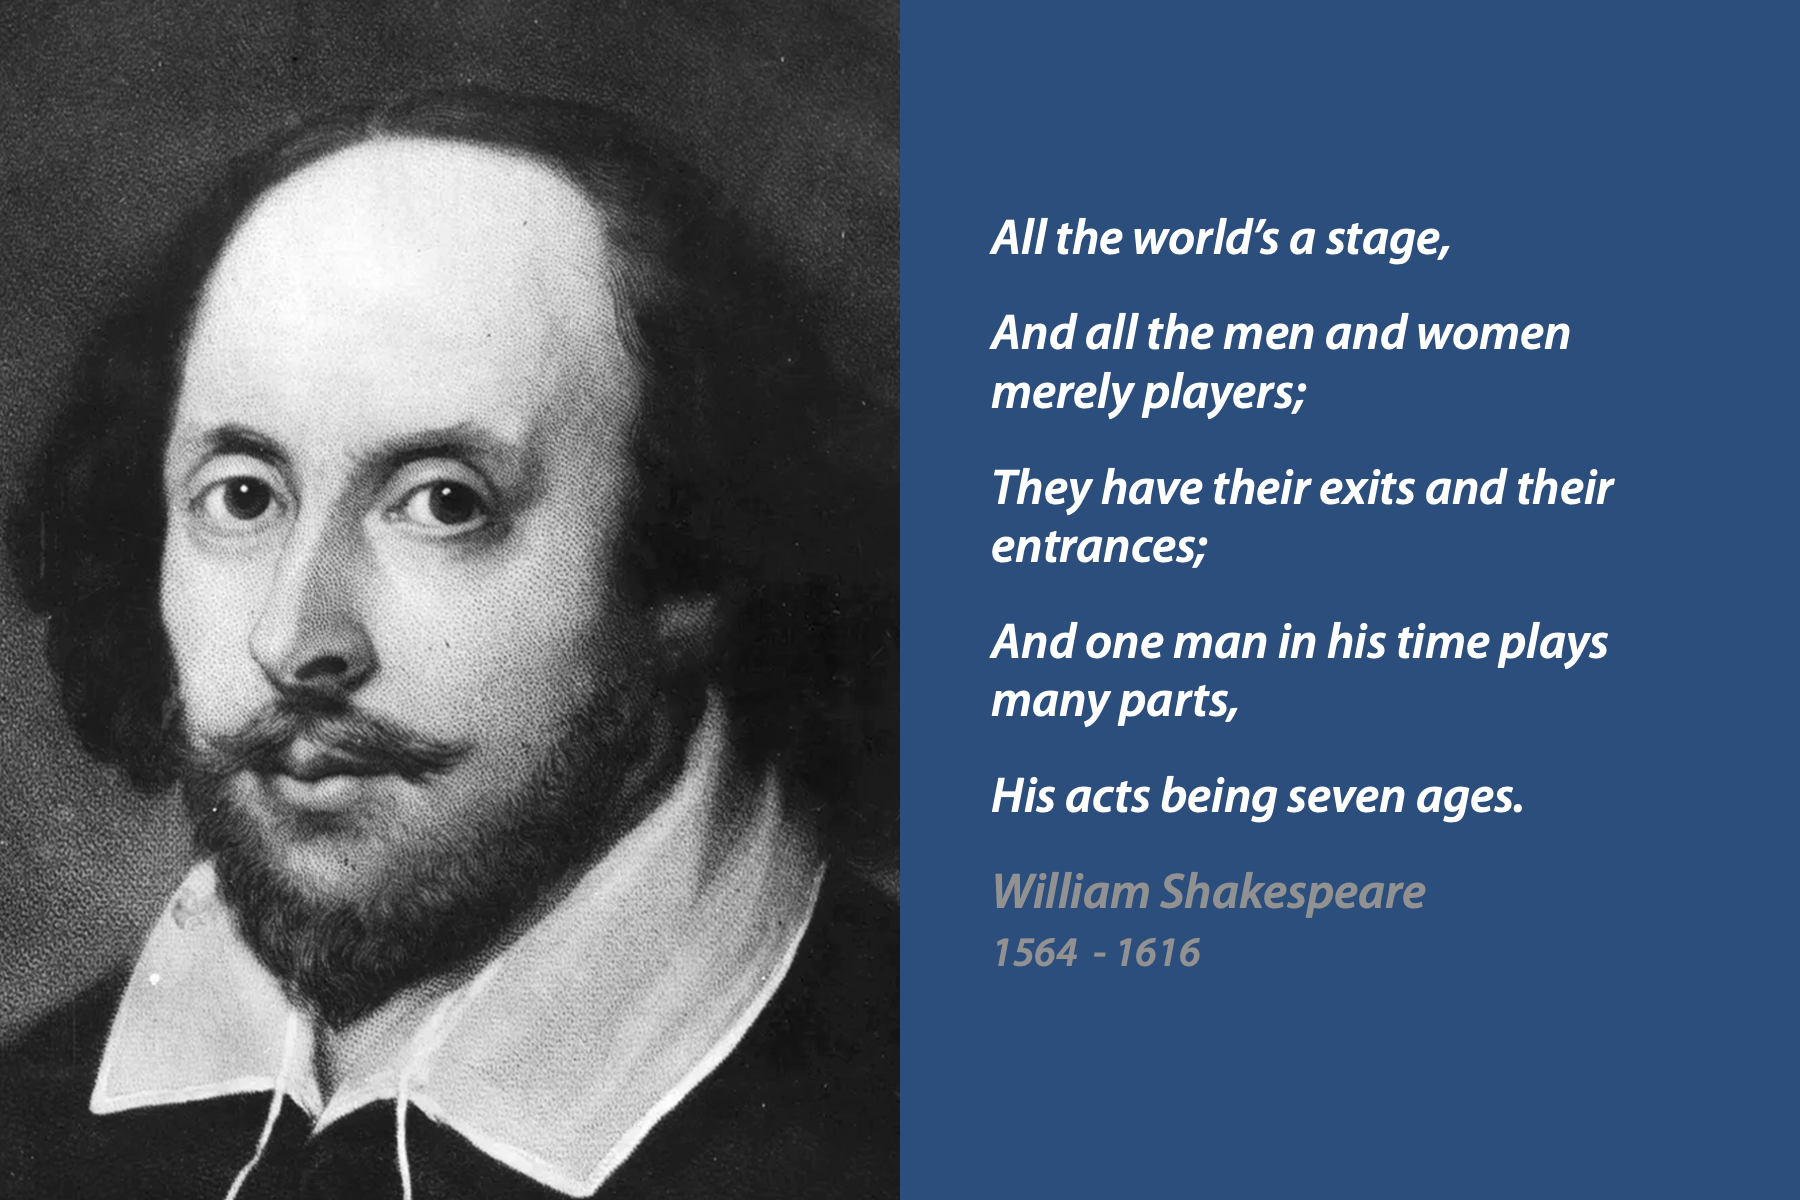 All the world’s a stage,
And all the men and women
merely players;
They have their exits and their
entrances;
And one man in his time plays
many parts,
His acts being seven ages.
William Shakespeare
1564 - 1616